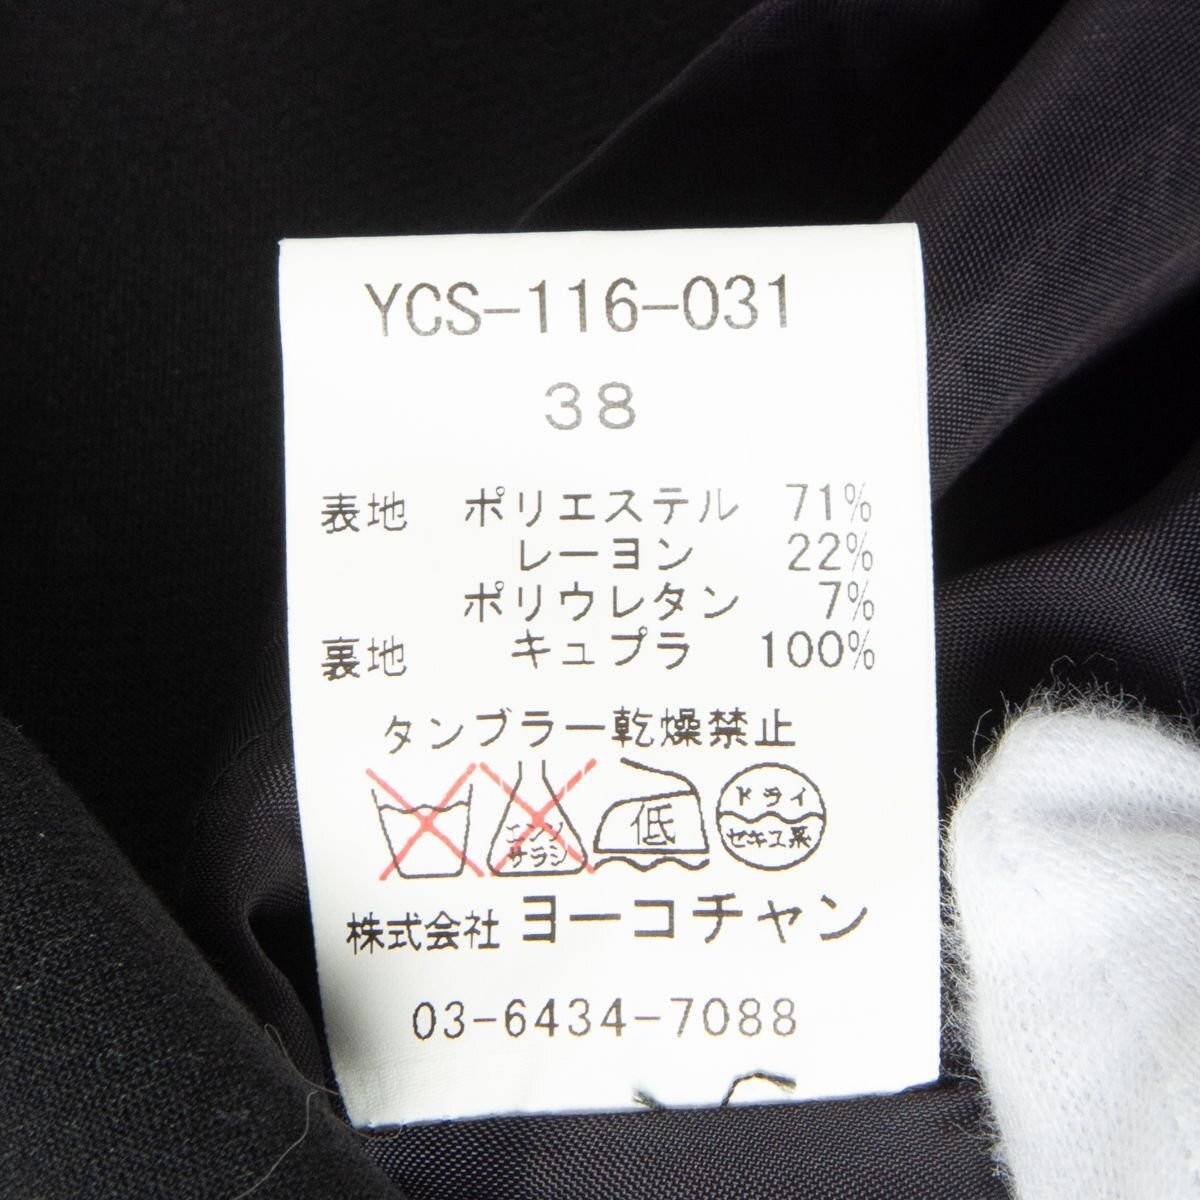 YCS-116-031
38
表地 ポリエステル 71%
レーヨン 22%
ポリウレタン 7%
裏地 キュプラ 100%
タンブラー乾燥禁止
エンソ
サラシ
低
ドライ
セキユ系
株式会社 ヨーコチャン
03-6434-7088